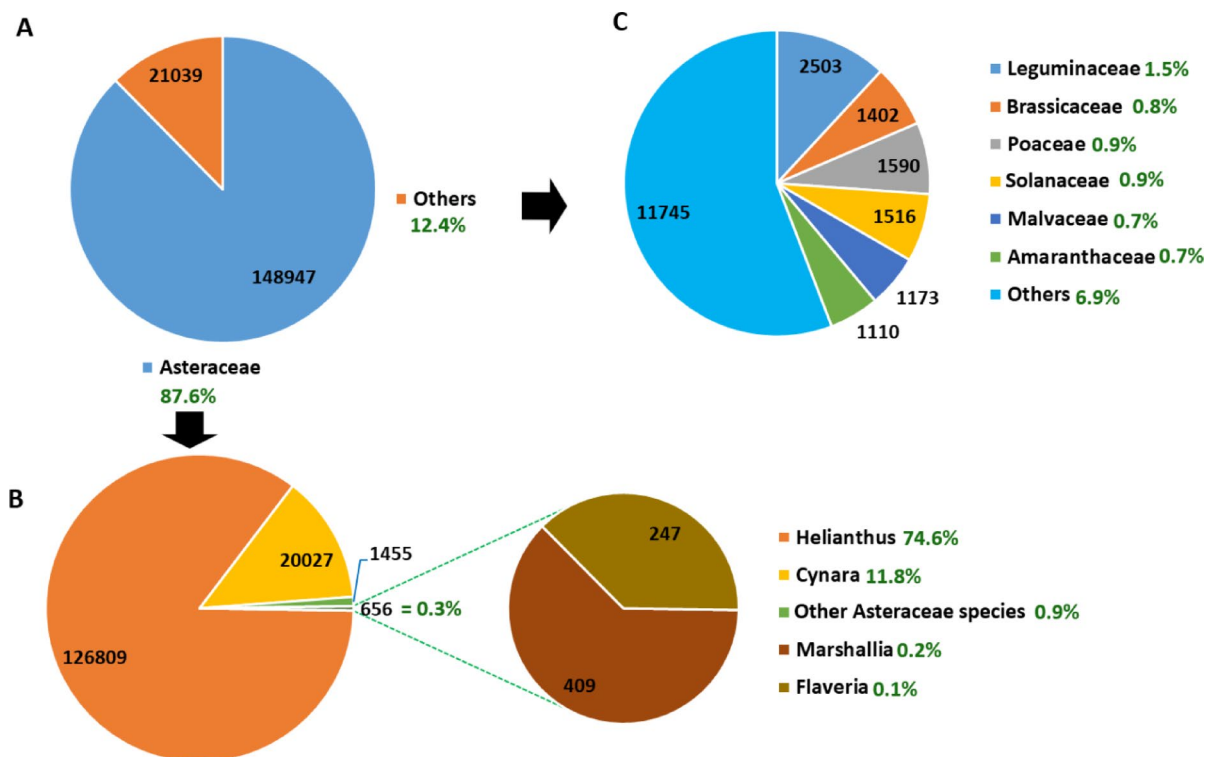 A
21039
148947
Others
12.4%
Asteraceae
87.6%
C
2503
1402
1590
1516
1173
1110
11745
Leguminaceae 1.5%
Brassicaceae 0.8%
Poaceae 0.9%
Solanaceae 0.9%
Malvaceae 0.7%
Amaranthaceae 0.7%
Others 6.9%
B
20027
1455
656 = 0.3%
126809
247
409
Helianthus 74.6%
Cynara 11.8%
Other Asteraceae species 0.9%
Marshallia 0.2%
Flaveria 0.1%